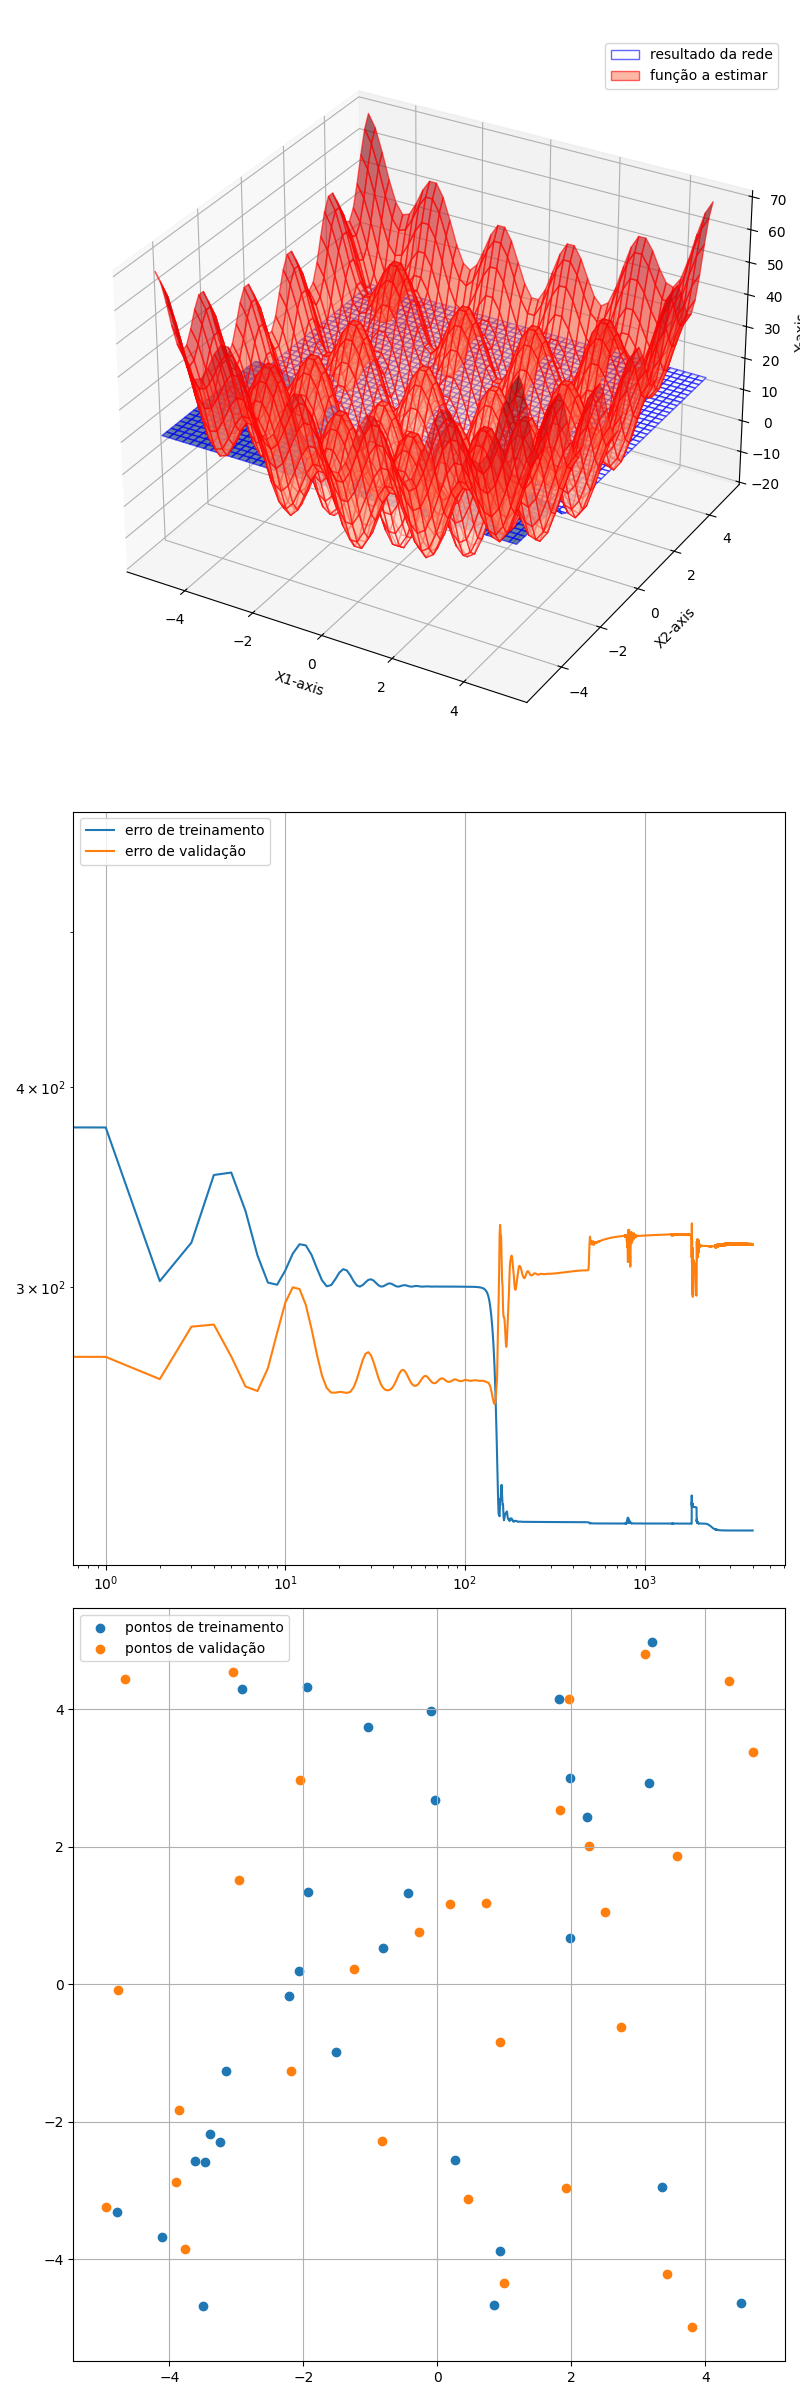 resultado da rede
função a estimar
70
60
50
40
30
20
10
0
−10
−20
4
2
0
−2
−4
X2-axis
−4
−2
0
2
4
X1-axis
erro de treinamento
erro de validação
4 × 10²
3 × 10²
10⁰ 10¹ 10² 10³
pontos de treinamento
pontos de validação
4
2
0
−2
−4
−4 −2 0 2 4